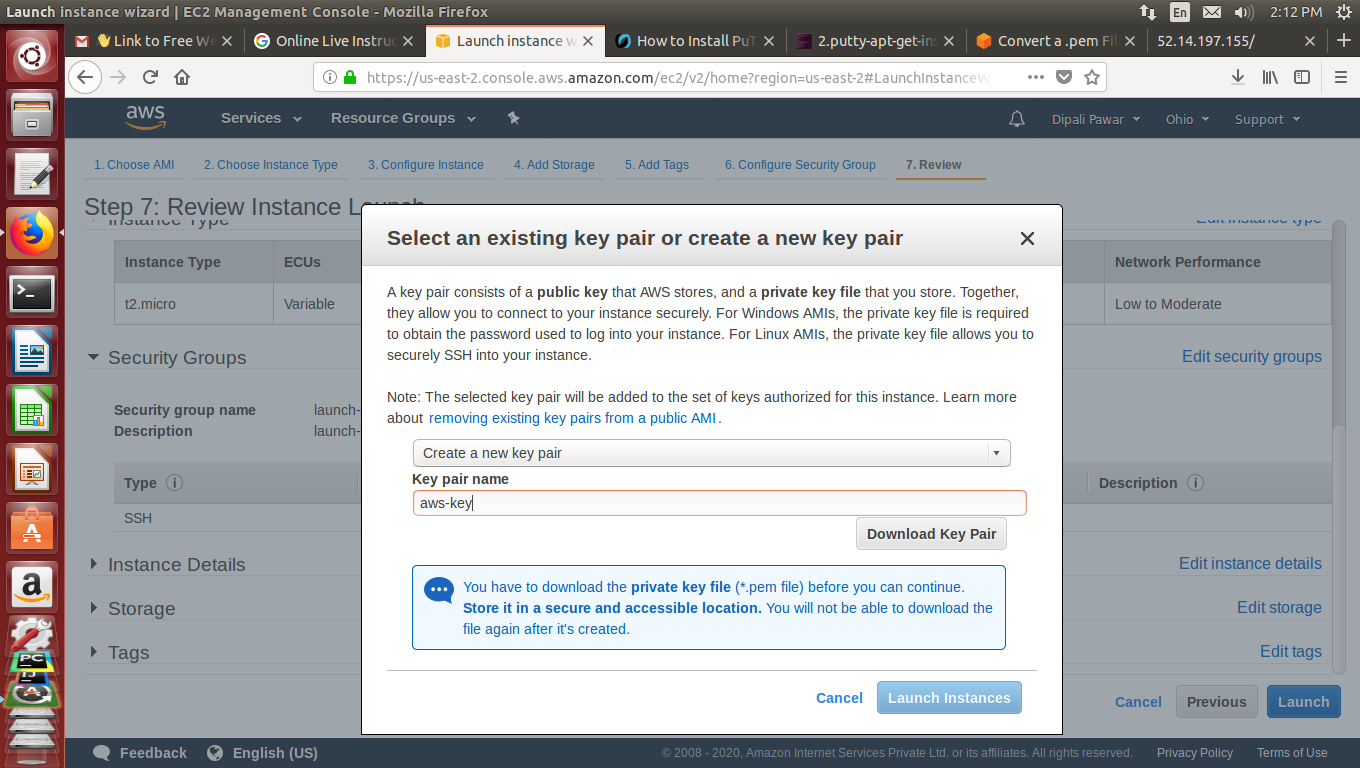 Launch instance wizard | EC2 Management Console - Mozilla Firefox
En
2:12 PM
Link to Free We
Online Live Instruc
Launch instance w
How to Install PuT
2.putty-apt-get-ins
Convert a .pem Fil
52.14.197.155/
https://us-east-2.console.aws.amazon.com/ec2/v2/home?region=us-east-2#LaunchInstanceW
aws
Services
Resource Groups
Dipali Pawar
Ohio
Support
1. Choose AMI
2. Choose Instance Type
3. Configure Instance
4. Add Storage
5. Add Tags
6. Configure Security Group
7. Review
Step 7: Review Instance Launch
Instance Type
Edit instance type
Instance Type
ECUs
Network Performance
t2.micro
Variable
Low to Moderate
Security Groups
Edit security groups
Security group name
launch-
Description
launch-
Type
Description
SSH
Instance Details
Edit instance details
Storage
Edit storage
Tags
Edit tags
Cancel
Previous
Launch
Select an existing key pair or create a new key pair
A key pair consists of a public key that AWS stores, and a private key file that you store. Together,
they allow you to connect to your instance securely. For Windows AMIs, the private key file is required
to obtain the password used to log into your instance. For Linux AMIs, the private key file allows you to
securely SSH into your instance.
Note: The selected key pair will be added to the set of keys authorized for this instance. Learn more
about removing existing key pairs from a public AMI.
Create a new key pair
Key pair name
aws-key
Download Key Pair
You have to download the private key file (*.pem file) before you can continue.
Store it in a secure and accessible location. You will not be able to download the
file again after it's created.
Cancel
Launch Instances
Feedback
English (US)
© 2008 - 2020, Amazon Internet Services Private Ltd. or its affiliates. All rights reserved.
Privacy Policy
Terms of Use
PC